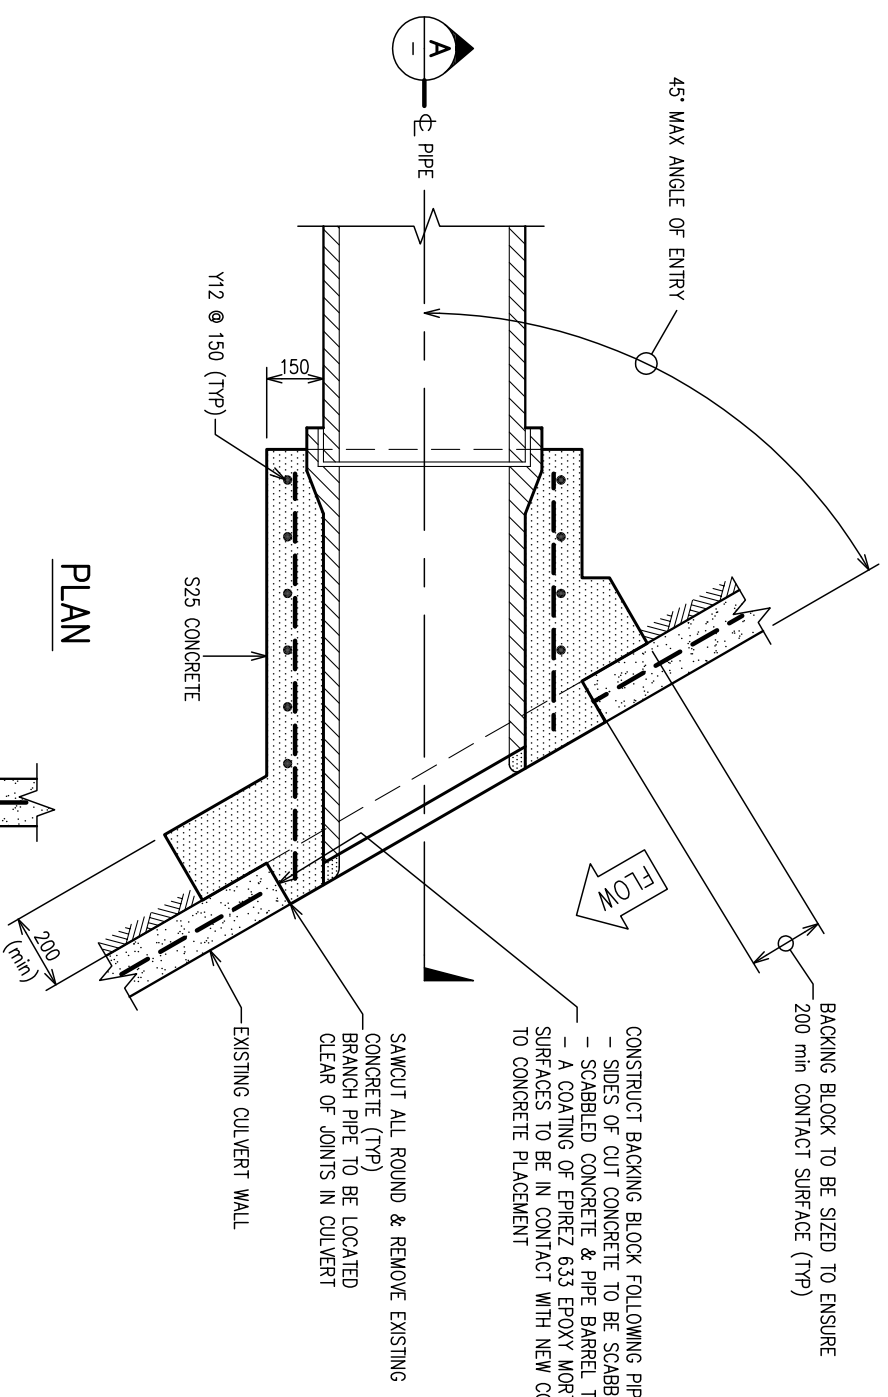 BACKING BLOCK TO BE SIZED TO ENSURE
200 min CONTACT SURFACE (TYP)
45° MAX ANGLE OF ENTRY
FLOW
CONSTRUCT BACKING BLOCK FOLLOWING
- SIDES OF CUT CONCRETE TO BE
- SCABBLED CONCRETE & PIPE BARREL
- A COATING OF EPIREZ 633 EPOXY
SURFACES TO BE IN CONTACT WITH NEW
TO CONCRETE PLACEMENT
A
-
℄ PIPE
SAWCUT ALL ROUND & REMOVE EXISTING
CONCRETE (TYP)
BRANCH PIPE TO BE LOCATED
CLEAR OF JOINTS IN CULVERT
150
Y12 @ 150 (TYP)
EXISTING CULVERT WALL
S25 CONCRETE
PLAN
200
(min)